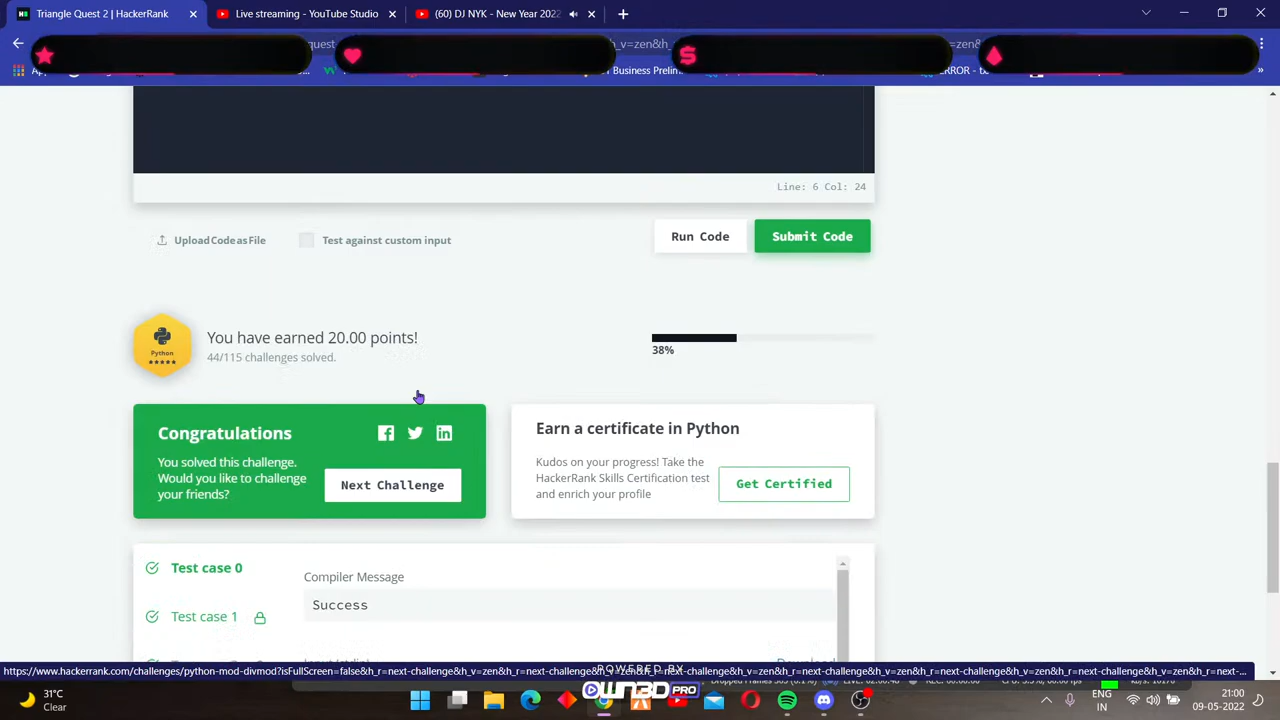 Triangle Quest 2 | HackerRank
Live streaming - YouTube Studio
(60) DJ NYK - New Year 2022
Line: 6 Col: 24
Upload Code as File
Test against custom input
Run Code
Submit Code
Python
You have earned 20.00 points!
44/115 challenges solved.
38%
Congratulations
You solved this challenge.
Would you like to challenge
your friends?
Next Challenge
Earn a certificate in Python
Kudos on your progress! Take the
HackerRank Skills Certification test
and enrich your profile
Get Certified
Test case 0
Test case 1
Compiler Message
Success
Download
https://www.hackerrank.com/challenges/python-mod-divmod?isFullScreen=false&h_r=next-challenge&h_v=zen&h_r=next-challenge&h_v=zen&h_r=next-challenge&h_v=zen&h_r=next-challenge&h_v=zen&h_r=next-challenge&h_v=zen&h_r=next-...
POWERED BY
OWN3D PRO
31°C
Clear
ENG
IN
21:00
09-05-2022